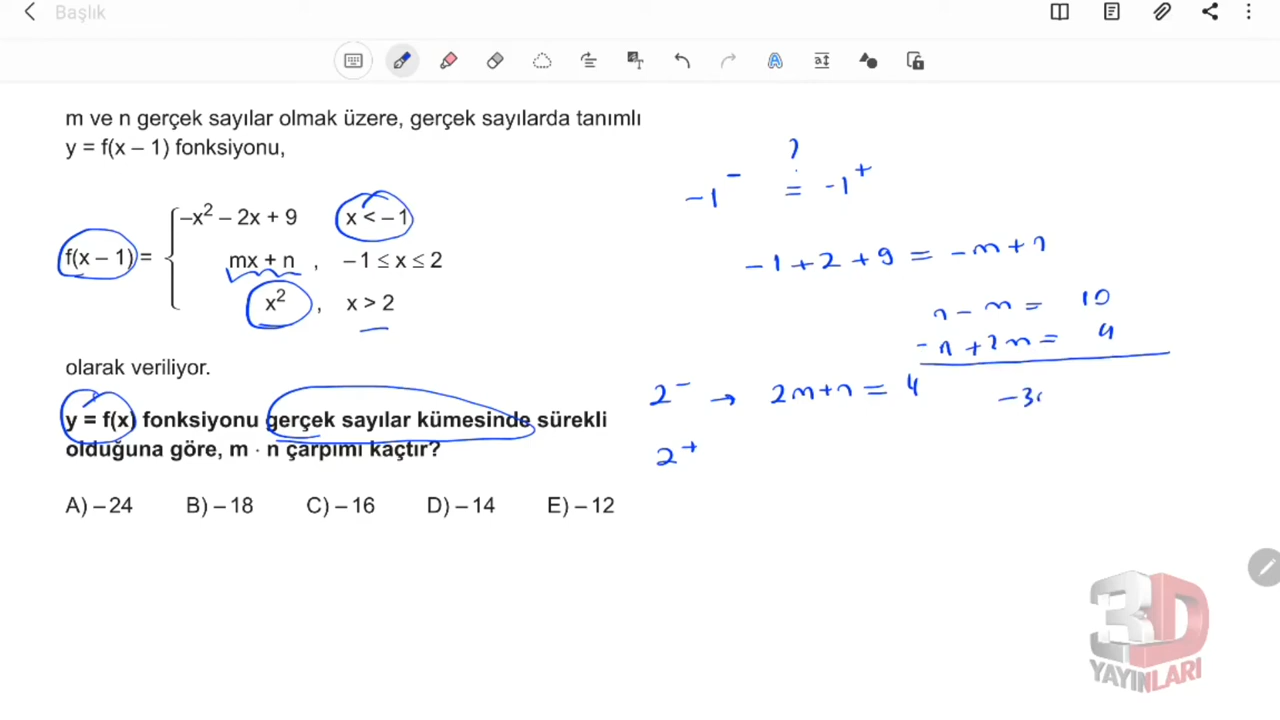 Başlık
m ve n gerçek sayılar olmak üzere, gerçek sayılarda tanımlı
y = f(x – 1) fonksiyonu,
–x² – 2x + 9 x < – 1
f(x – 1) = mx + n , –1 ≤ x ≤ 2
x² , x > 2
olarak veriliyor.
y = f(x) fonksiyonu gerçek sayılar kümesinde sürekli
olduğuna göre, m · n çarpımı kaçtır?
A) – 24 B) – 18 C) – 16 D) – 14 E) – 12
?
-1⁻ = -1⁺
-1+2+9 = -m+n
n - m = 10
- n + 2m = 4
2⁻ → 2m+n = 4
2⁺
3D
YAYINLARI